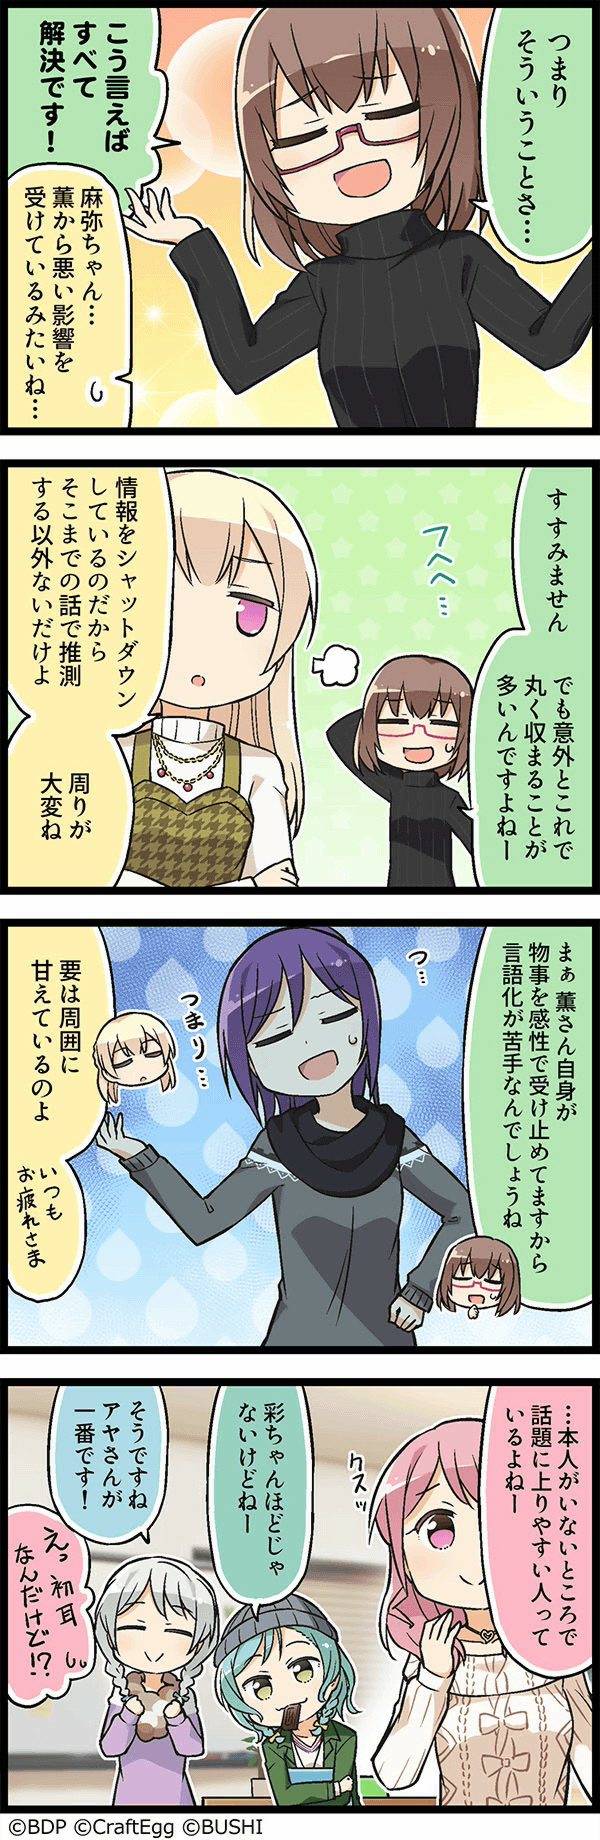 つまり
そういうことさ…
こう言えば
すべて
解決です！
麻弥ちゃん…
薫から悪い影響を
受けているみたいね…
すすみません
でも意外とこれで
丸く収まることが
多いんですよねー
フヘヘ…
情報をシャットダウン
しているのだから
そこまでの話で推測
する以外ないだけよ
周りが
大変ね
まぁ薫さん自身が
物事を感性で受け止めてますから
言語化が苦手なんでしょうね
つ…
つまり…
要は周囲に
甘えているのよ
いつも
お疲れさま
…本人がいないところで
話題に上りやすい人って
いるよねー
クスッ
彩ちゃんほどじゃ
ないけどねー
そうですね
アヤさんが
一番です！
えっ初耳
なんだけど!?
©BDP ©CraftEgg ©BUSHI